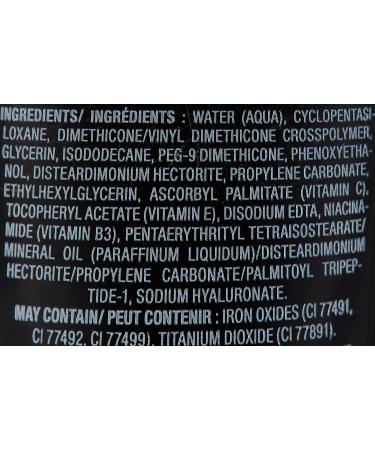 INGREDIENTS/ INGRÉDIENTS : WATER (AQUA), CYCLOPENTASI-
LOXANE, DIMETHICONE/VINYL DIMETHICONE CROSSPOLYMER,
GLYCERIN, ISODODECANE, PEG-9 DIMETHICONE, PHENOXYETHA-
NOL, DISTEARDIMONIUM HECTORITE, PROPYLENE CARBONATE,
ETHYLHEXYLGLYCERIN, ASCORBYL PALMITATE (VITAMIN C),
TOCOPHERYL ACETATE (VITAMIN E), DISODIUM EDTA, NIACINA-
MIDE (VITAMIN B3), PENTAERYTHRITYL TETRAISOSTEARATE/
MINERAL OIL (PARAFFINUM LIQUIDUM)/DISTEARDIMONIUM
HECTORITE/PROPYLENE CARBONATE/PALMITOYL TRIPEP-
TIDE-1, SODIUM HYALURONATE.
MAY CONTAIN/ PEUT CONTENIR : IRON OXIDES (CI 77491,
CI 77492, CI 77499), TITANIUM DIOXIDE (CI 77891).